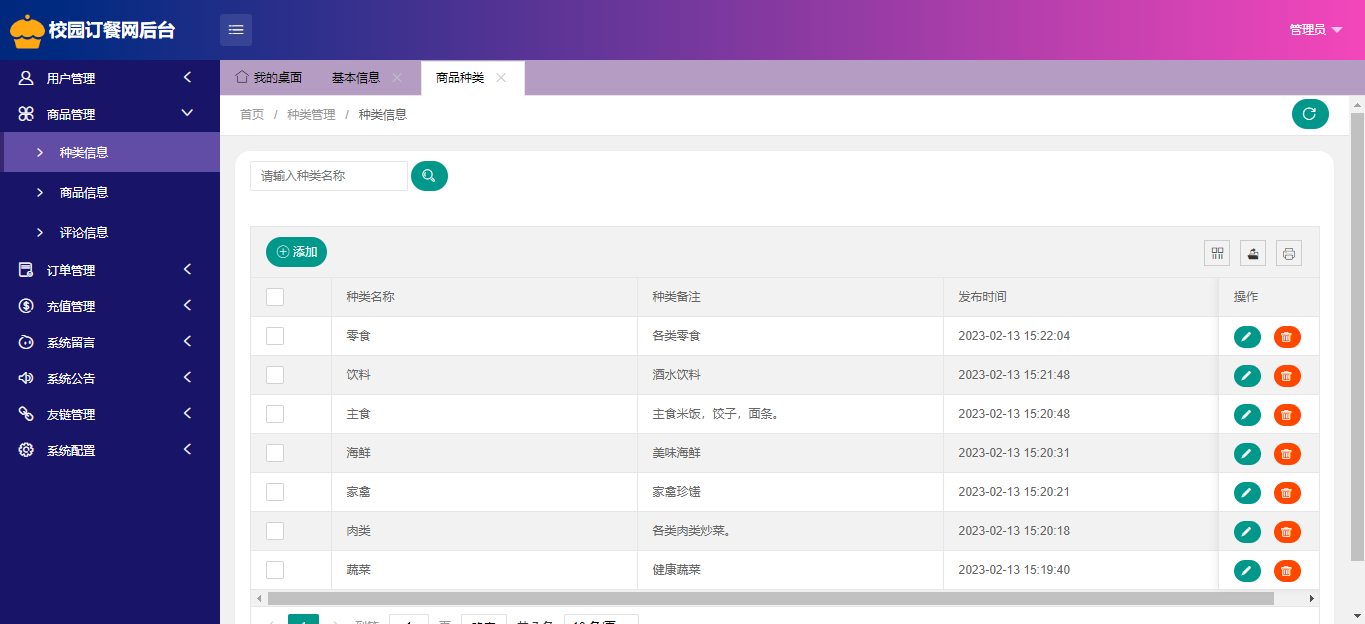 校园订餐网后台
管理员
用户管理
商品管理
种类信息
商品信息
评论信息
订单管理
充值管理
系统留言
系统公告
友链管理
系统配置
我的桌面 基本信息 商品种类
首页 / 种类管理 / 种类信息
请输入种类名称
添加
种类名称 种类备注 发布时间 操作
零食 各类零食 2023-02-13 15:22:04
饮料 酒水饮料 2023-02-13 15:21:48
主食 主食米饭，饺子，面条。 2023-02-13 15:20:48
海鲜 美味海鲜 2023-02-13 15:20:31
家禽 家禽珍馐 2023-02-13 15:20:21
肉类 各类肉类炒菜。 2023-02-13 15:20:18
蔬菜 健康蔬菜 2023-02-13 15:19:40